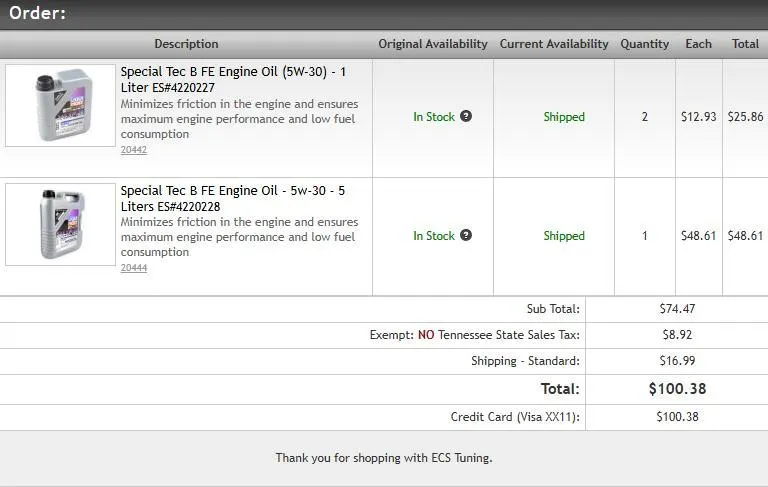 Order:
Description Original Availability Current Availability Quantity Each Total
Special Tec B FE Engine Oil (5W-30) - 1
Liter ES#4220227
Minimizes friction in the engine and ensures
maximum engine performance and low fuel
consumption
20442
In Stock ? Shipped 2 $12.93 $25.86
Special Tec B FE Engine Oil - 5w-30 - 5
Liters ES#4220228
Minimizes friction in the engine and ensures
maximum engine performance and low fuel
consumption
20444
In Stock ? Shipped 1 $48.61 $48.61
Sub Total: $74.47
Exempt: NO Tennessee State Sales Tax: $8.92
Shipping - Standard: $16.99
Total: $100.38
Credit Card (Visa XX11): $100.38
Thank you for shopping with ECS Tuning.